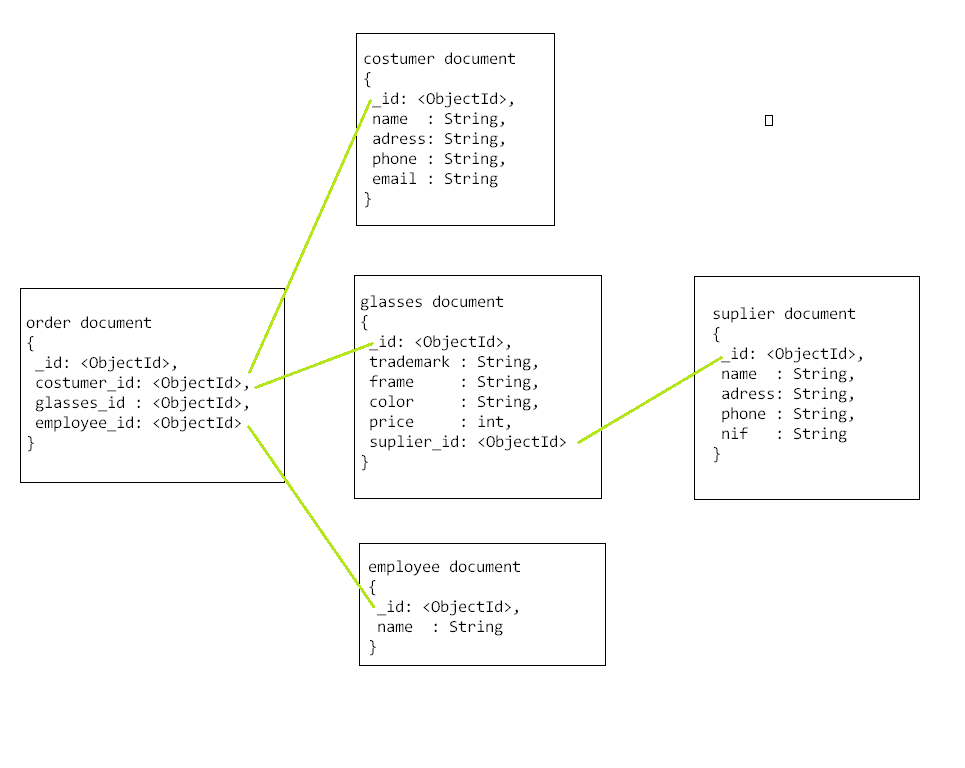 costumer document
{
_id: <ObjectId>,
name  : String,
adress: String,
phone : String,
email : String
}
order document
{
_id: <ObjectId>,
costumer_id: <ObjectId>,
glasses_id : <ObjectId>,
employee_id: <ObjectId>
}
glasses document
{
_id: <ObjectId>,
trademark : String,
frame     : String,
color     : String,
price     : int,
suplier_id: <ObjectId>
}
suplier document
{
_id: <ObjectId>,
name  : String,
adress: String,
phone : String,
nif   : String
}
employee document
{
_id: <ObjectId>,
name  : String
}